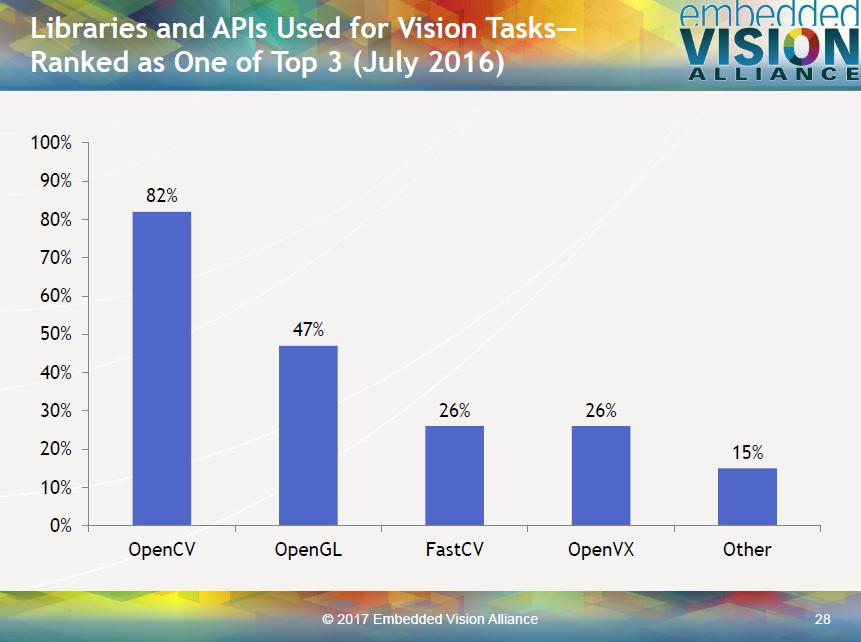 Libraries and APIs Used for Vision Tasks—
Ranked as One of Top 3 (July 2016)
embedded
VISION
ALLIANCE
100%
90%
80%
70%
60%
50%
40%
30%
20%
10%
0%
82%
47%
26%
26%
15%
OpenCV
OpenGL
FastCV
OpenVX
Other
© 2017 Embedded Vision Alliance
28